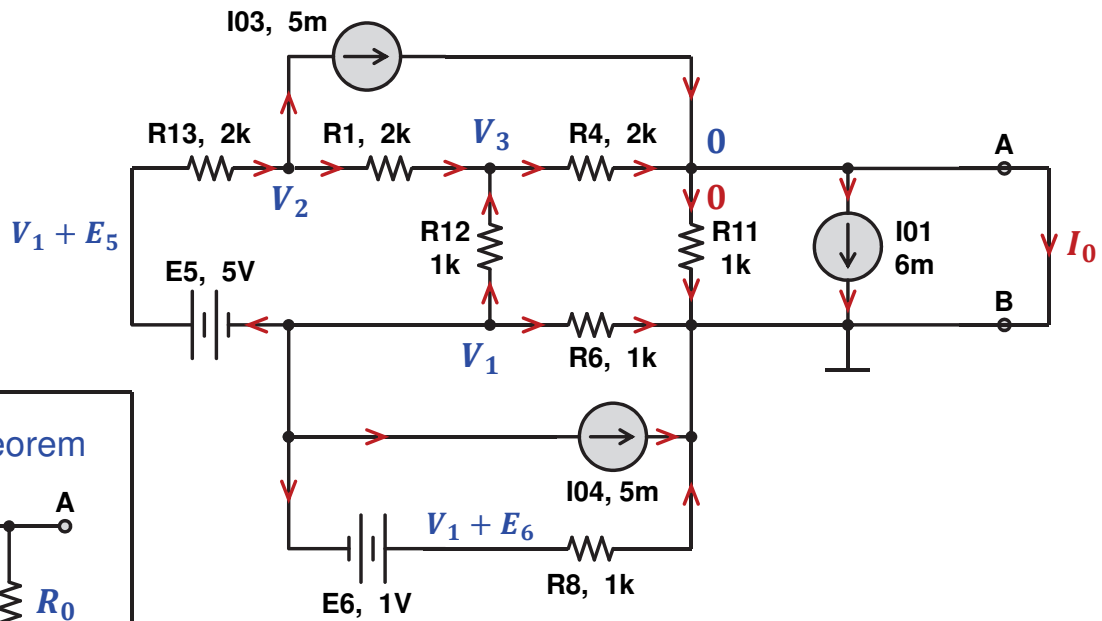 I03, 5m
R13, 2k
R1, 2k
V3
R4, 2k
0
A
V2
0
V1 + E5
R12
1k
R11
1k
I01
6m
I0
E5, 5V
B
V1
R6, 1k
eorem
A
I04, 5m
V1 + E6
R8, 1k
R0
E6, 1V